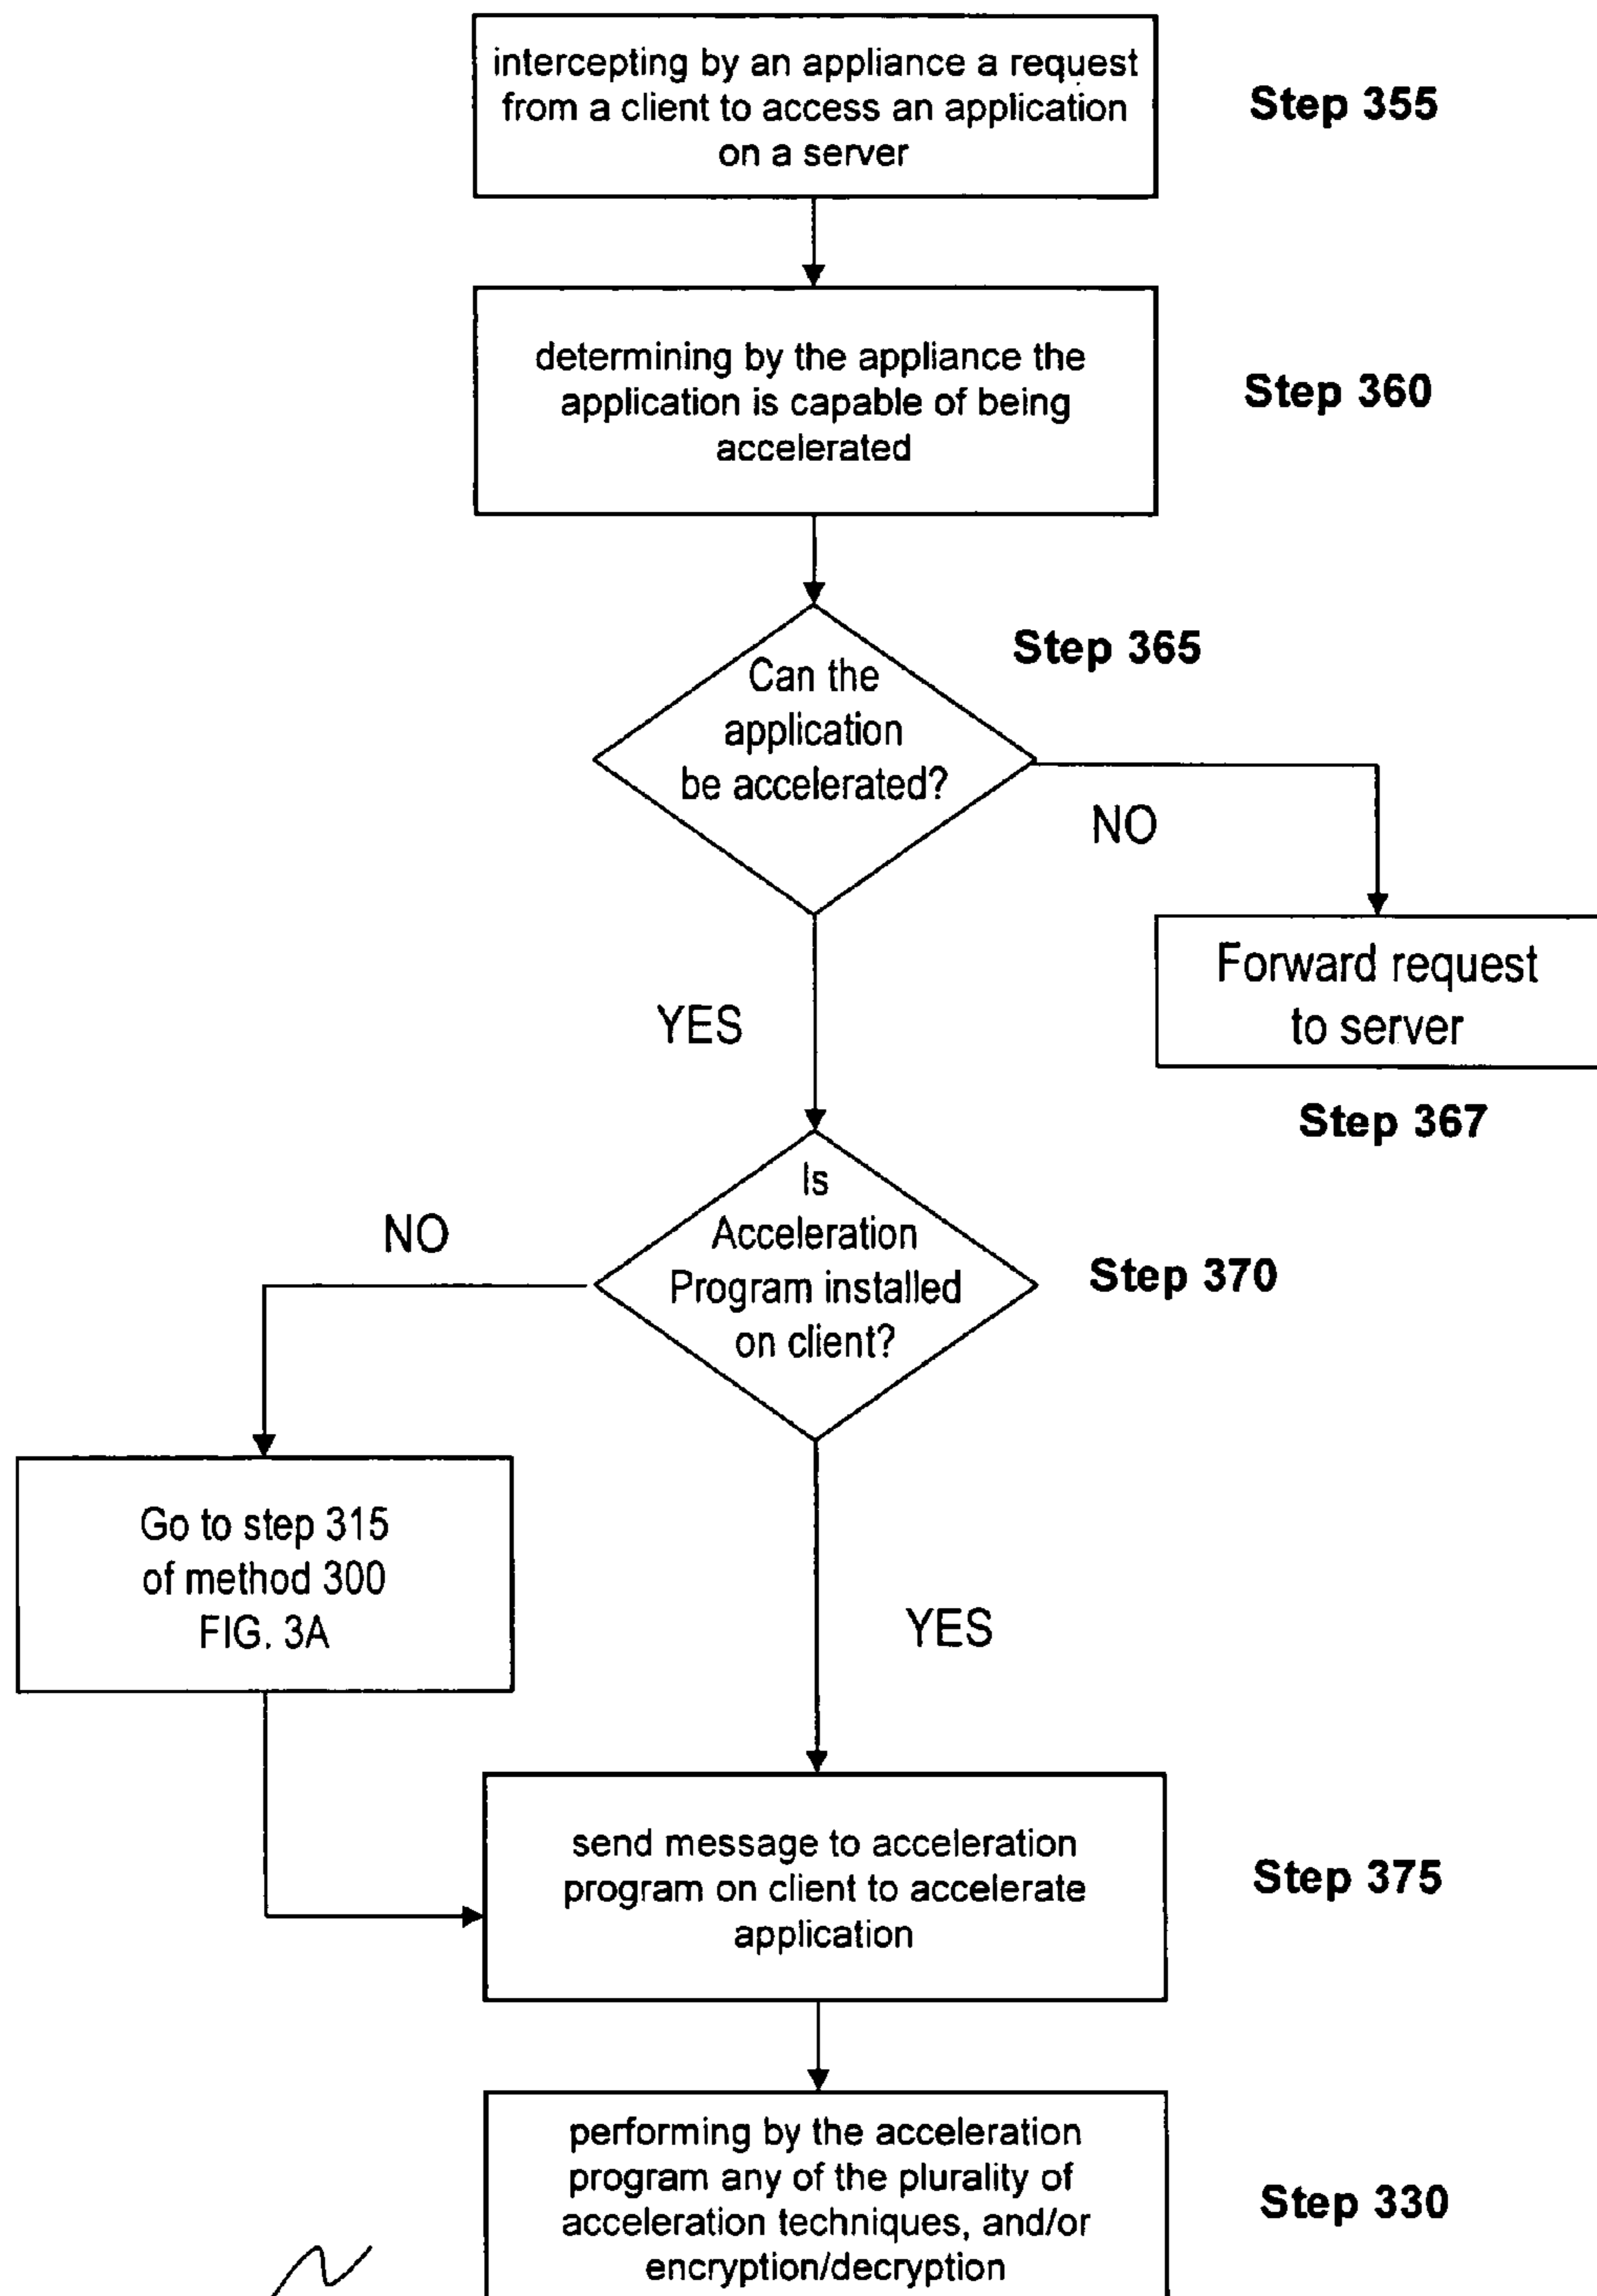 intercepting by an appliance a request
from a client to access an application
on a server
Step 355
determining by the appliance the
application is capable of being
accelerated
Step 360
Step 365
Can the
application
be accelerated?
NO
Forward request
to server
Step 367
YES
Is
Acceleration
Program installed
on client?
Step 370
NO
Go to step 315
of method 300
FIG. 3A
YES
send message to acceleration
program on client to accelerate
application
Step 375
performing by the acceleration
program any of the plurality of
acceleration techniques, and/or
encryption/decryption
Step 330